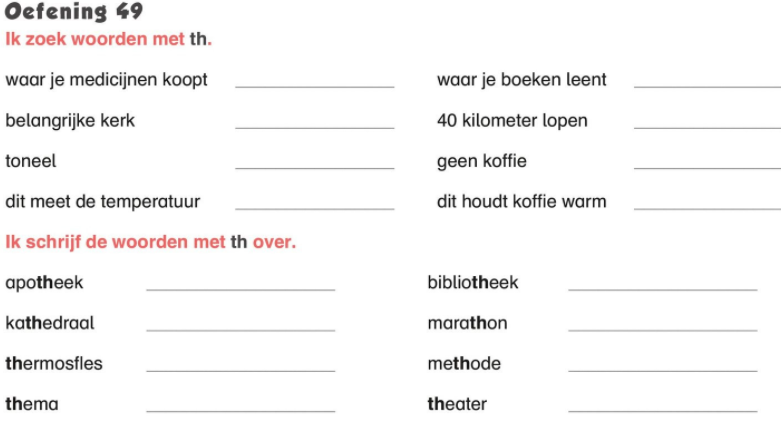 Oefening 49
Ik zoek woorden met th.
waar je medicijnen koopt waar je boeken leent
belangrijke kerk 40 kilometer lopen
toneel geen koffie
dit meet de temperatuur dit houdt koffie warm
Ik schrijf de woorden met th over.
apotheek bibliotheek
kathedraal marathon
thermosfles methode
thema theater